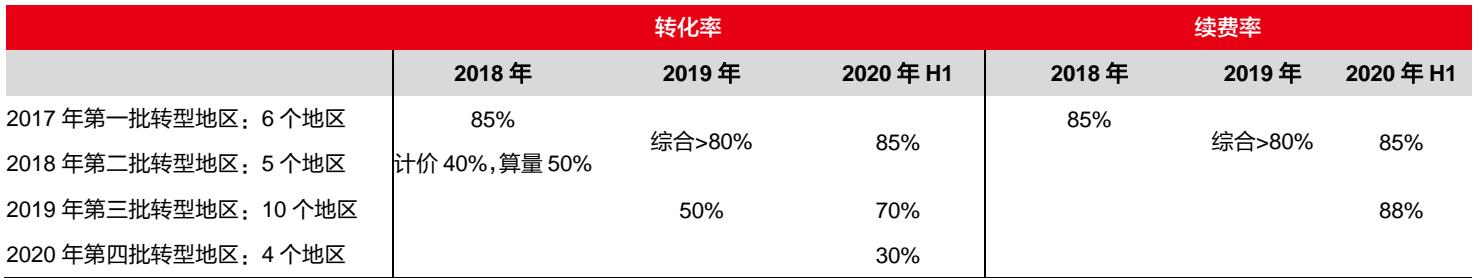 转化率 续费率
2018 年 2019 年 2020 年 H1 2018 年 2019 年 2020 年 H1
2017 年第一批转型地区：6 个地区 85% 85%
综合>80% 85% 综合>80% 85%
2018 年第二批转型地区：5 个地区 计价 40%，算量 50%
2019 年第三批转型地区：10 个地区 50% 70% 88%
2020 年第四批转型地区：4 个地区 30%